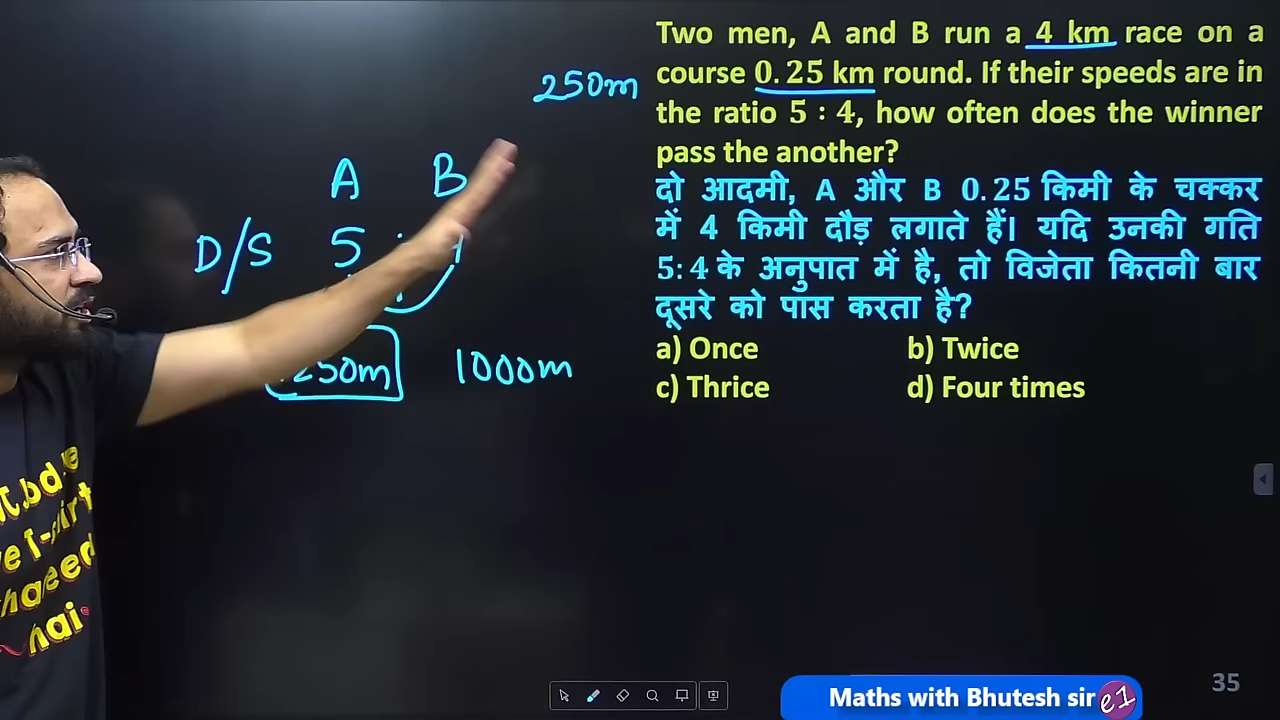 Two men, A and B run a 4 km race on a
course 0.25 km round. If their speeds are in
the ratio 5 : 4, how often does the winner
pass the another?
दो आदमी, A और B 0.25 किमी के चक्कर
में 4 किमी दौड़ लगाते हैं। यदि उनकी गति
5: 4 के अनुपात में है, तो विजेता कितनी बार
दूसरे को पास करता है?
a) Once b) Twice
c) Thrice d) Four times
250m
A B
D/S 5 :
250m 1000m
hai
35
Maths with Bhutesh sir e1